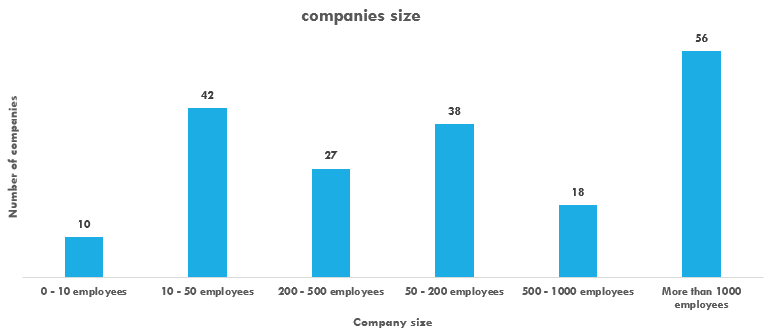 companies size
Number of companies
10
42
27
38
18
56
0 - 10 employees
10 - 50 employees
200 - 500 employees
50 - 200 employees
500 - 1000 employees
More than 1000
employees
Company size